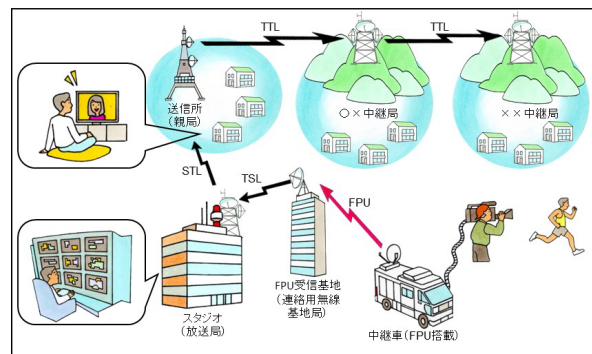 TTL
TTL
送信所
(親局)
○×中継局
××中継局
STL
TSL
FPU
スタジオ
(放送局)
FPU受信基地
(連絡用無線
基地局)
中継車(FPU搭載)